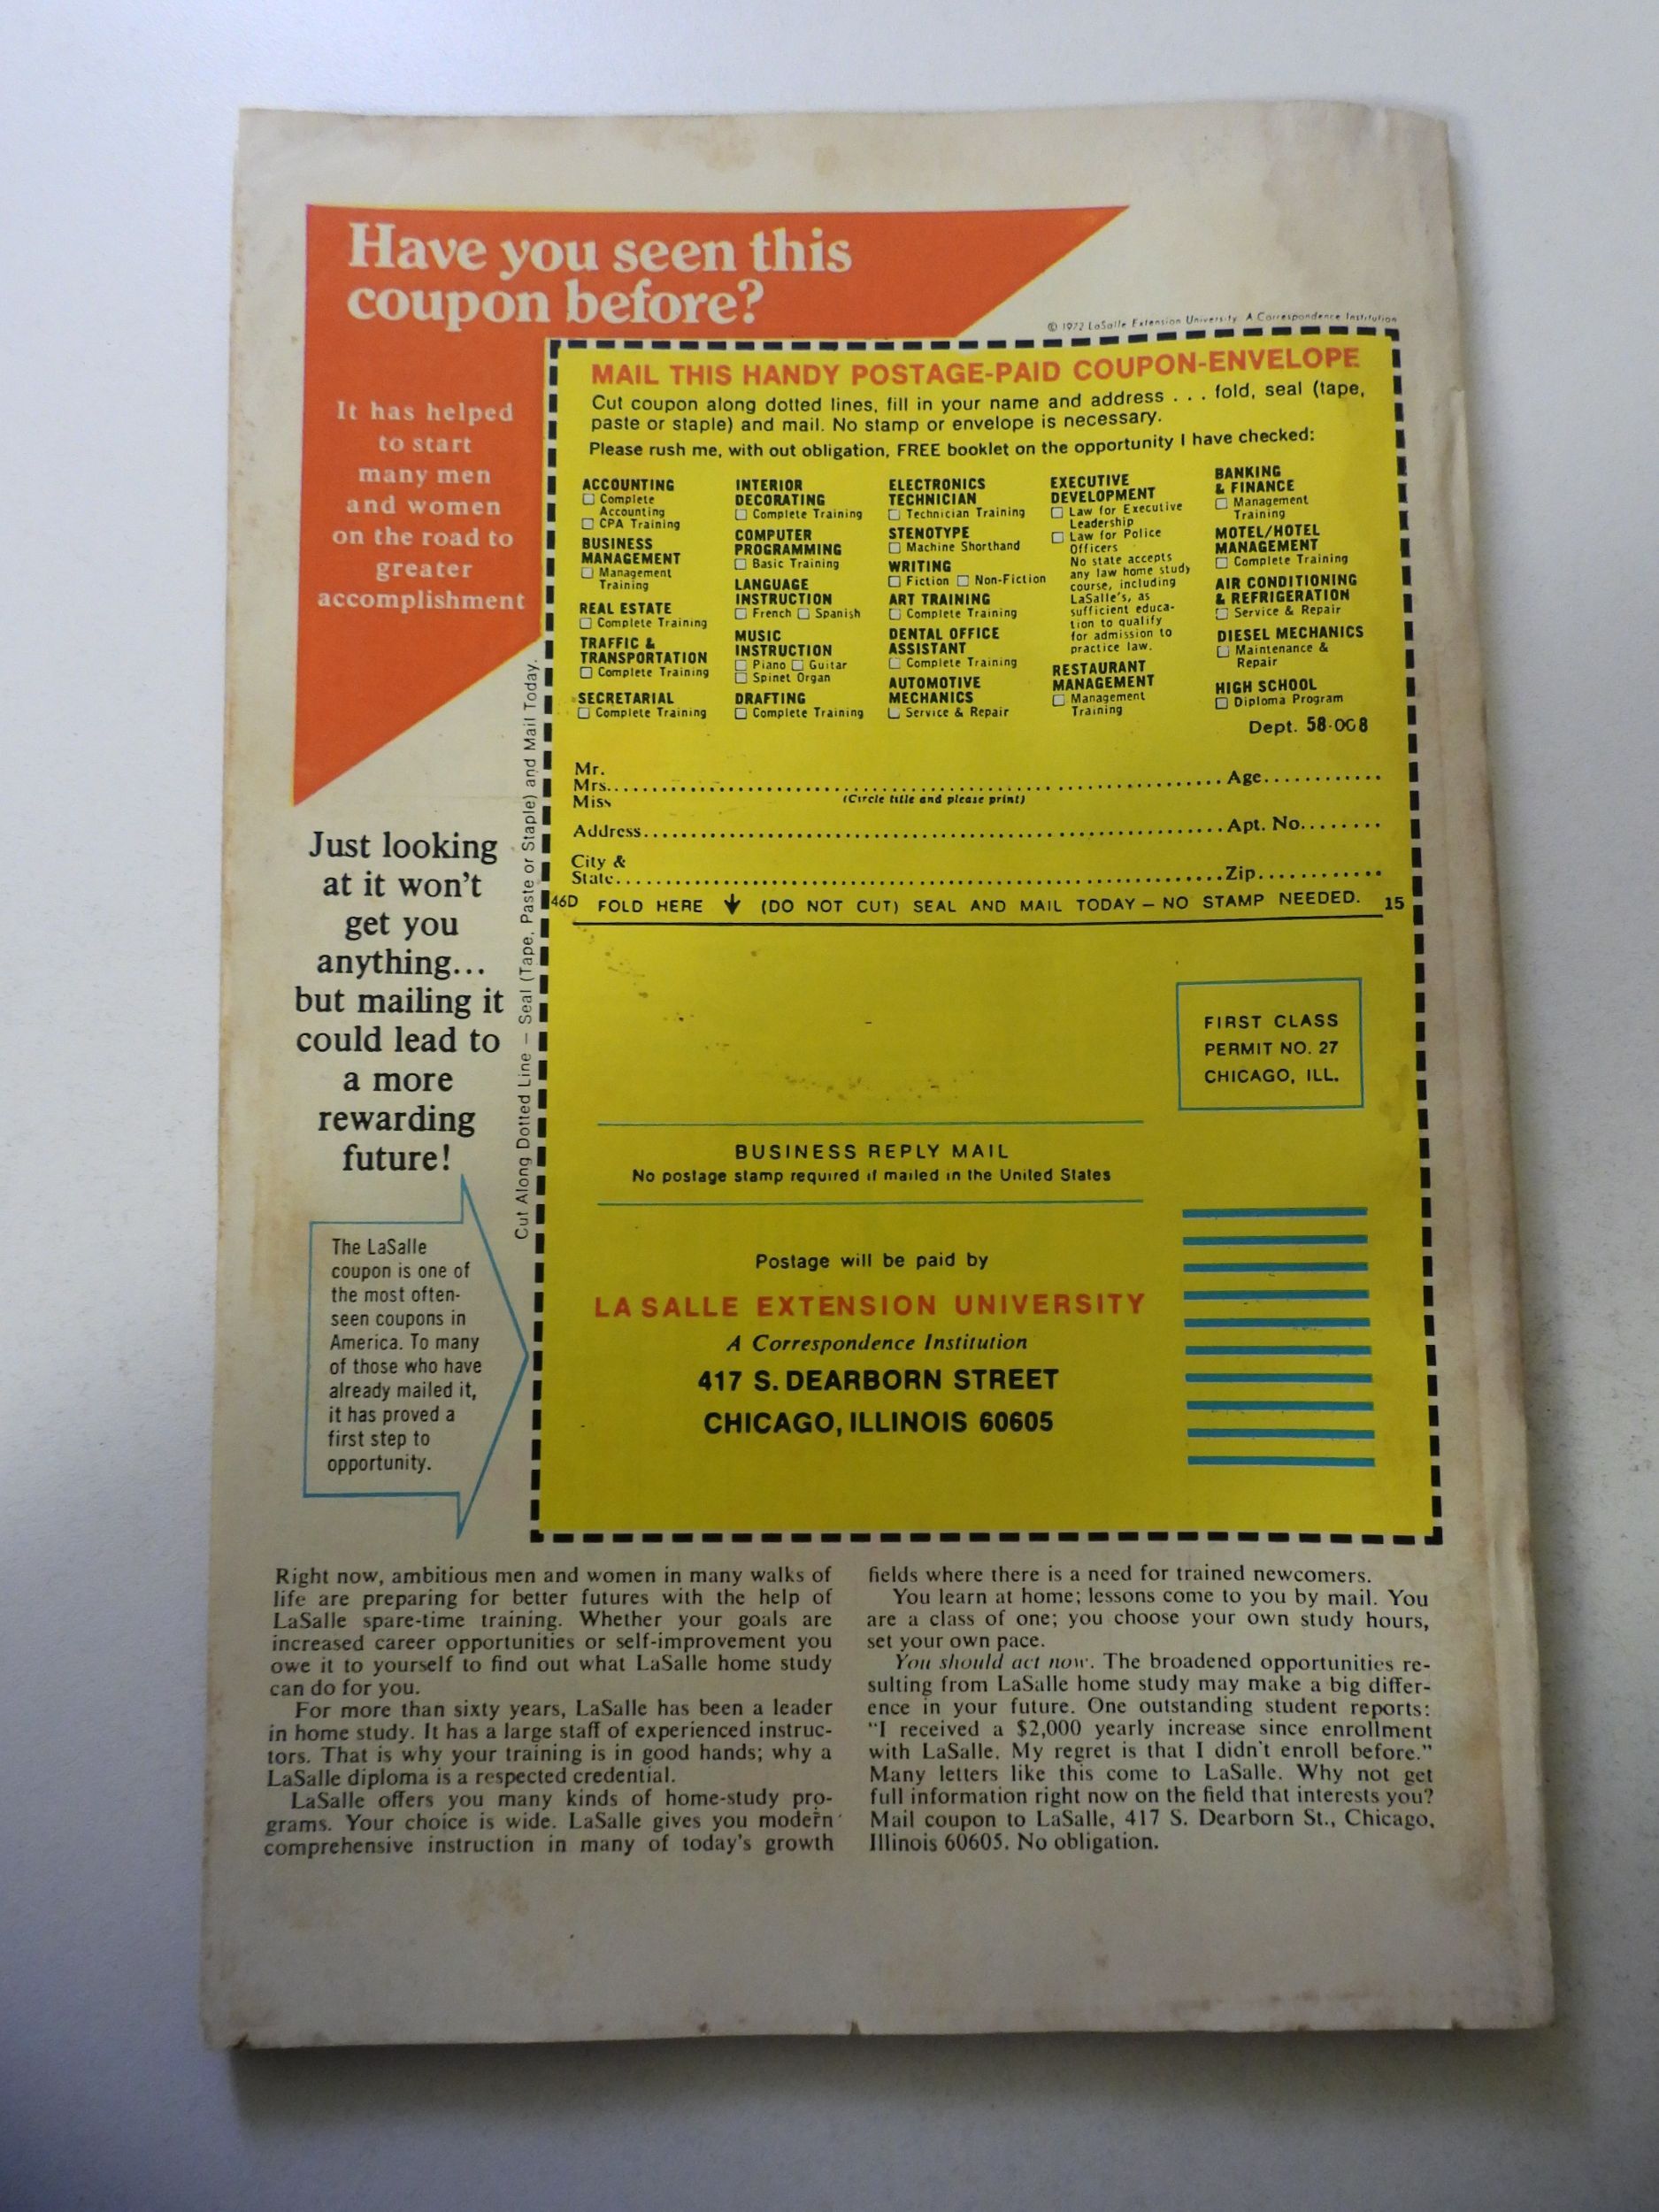 Have you seen this
coupon before?
It has helped
to start
many men
and women
on the road to
greater
accomplishment
Just looking
at it won't
get you
anything...
but mailing it
could lead to
a more
rewarding
future!
The LaSalle
coupon is one of
the most often-
seen coupons in
America. To many
of those who have
already mailed it,
it has proved a
first step to
opportunity.
Cut Along Dotted Line — Seal (Tape, Paste or Staple) and Mail Today.
© 1972 LaSalle Extension University. A Correspondence Institution
MAIL THIS HANDY POSTAGE-PAID COUPON-ENVELOPE
Cut coupon along dotted lines, fill in your name and address . . . fold, seal (tape,
paste or staple) and mail. No stamp or envelope is necessary.
Please rush me, with out obligation, FREE booklet on the opportunity I have checked:
ACCOUNTING
☐ Complete
Accounting
☐ CPA Training
BUSINESS
MANAGEMENT
☐ Management
Training
REAL ESTATE
☐ Complete Training
TRAFFIC &
TRANSPORTATION
☐ Complete Training
SECRETARIAL
☐ Complete Training
INTERIOR
DECORATING
☐ Complete Training
COMPUTER
PROGRAMMING
☐ Basic Training
LANGUAGE
INSTRUCTION
☐ French ☐ Spanish
MUSIC
INSTRUCTION
☐ Piano ☐ Guitar
☐ Spinet Organ
DRAFTING
☐ Complete Training
ELECTRONICS
TECHNICIAN
☐ Technician Training
STENOTYPE
☐ Machine Shorthand
WRITING
☐ Fiction ☐ Non-Fiction
ART TRAINING
☐ Complete Training
DENTAL OFFICE
ASSISTANT
☐ Complete Training
AUTOMOTIVE
MECHANICS
☐ Service & Repair
EXECUTIVE
DEVELOPMENT
☐ Law for Executive
Leadership
☐ Law for Police
Officers
No state accepts
any law home study
course, including
LaSalle's, as
sufficient educa-
tion to qualify
for admission to
practice law.
RESTAURANT
MANAGEMENT
☐ Management
Training
BANKING
& FINANCE
☐ Management
Training
MOTEL/HOTEL
MANAGEMENT
☐ Complete Training
AIR CONDITIONING
& REFRIGERATION
☐ Service & Repair
DIESEL MECHANICS
☐ Maintenance &
Repair
HIGH SCHOOL
☐ Diploma Program
Dept. 58-008
Mr.
Mrs. Age
Miss (Circle title and please print)
Address Apt. No.
City &
State Zip
46D FOLD HERE ↓ (DO NOT CUT) SEAL AND MAIL TODAY — NO STAMP NEEDED. 15
FIRST CLASS
PERMIT NO. 27
CHICAGO, ILL.
BUSINESS REPLY MAIL
No postage stamp required if mailed in the United States
Postage will be paid by
LA SALLE EXTENSION UNIVERSITY
A Correspondence Institution
417 S. DEARBORN STREET
CHICAGO, ILLINOIS 60605
Right now, ambitious men and women in many walks of
life are preparing for better futures with the help of
LaSalle spare-time training. Whether your goals are
increased career opportunities or self-improvement you
owe it to yourself to find out what LaSalle home study
can do for you.
For more than sixty years, LaSalle has been a leader
in home study. It has a large staff of experienced instruc-
tors. That is why your training is in good hands; why a
LaSalle diploma is a respected credential.
LaSalle offers you many kinds of home-study pro-
grams. Your choice is wide. LaSalle gives you modern
comprehensive instruction in many of today's growth
fields where there is a need for trained newcomers.
You learn at home; lessons come to you by mail. You
are a class of one; you choose your own study hours,
set your own pace.
You should act now. The broadened opportunities re-
sulting from LaSalle home study may make a big differ-
ence in your future. One outstanding student reports:
"I received a $2,000 yearly increase since enrollment
with LaSalle. My regret is that I didn't enroll before."
Many letters like this come to LaSalle. Why not get
full information right now on the field that interests you?
Mail coupon to LaSalle, 417 S. Dearborn St., Chicago,
Illinois 60605. No obligation.